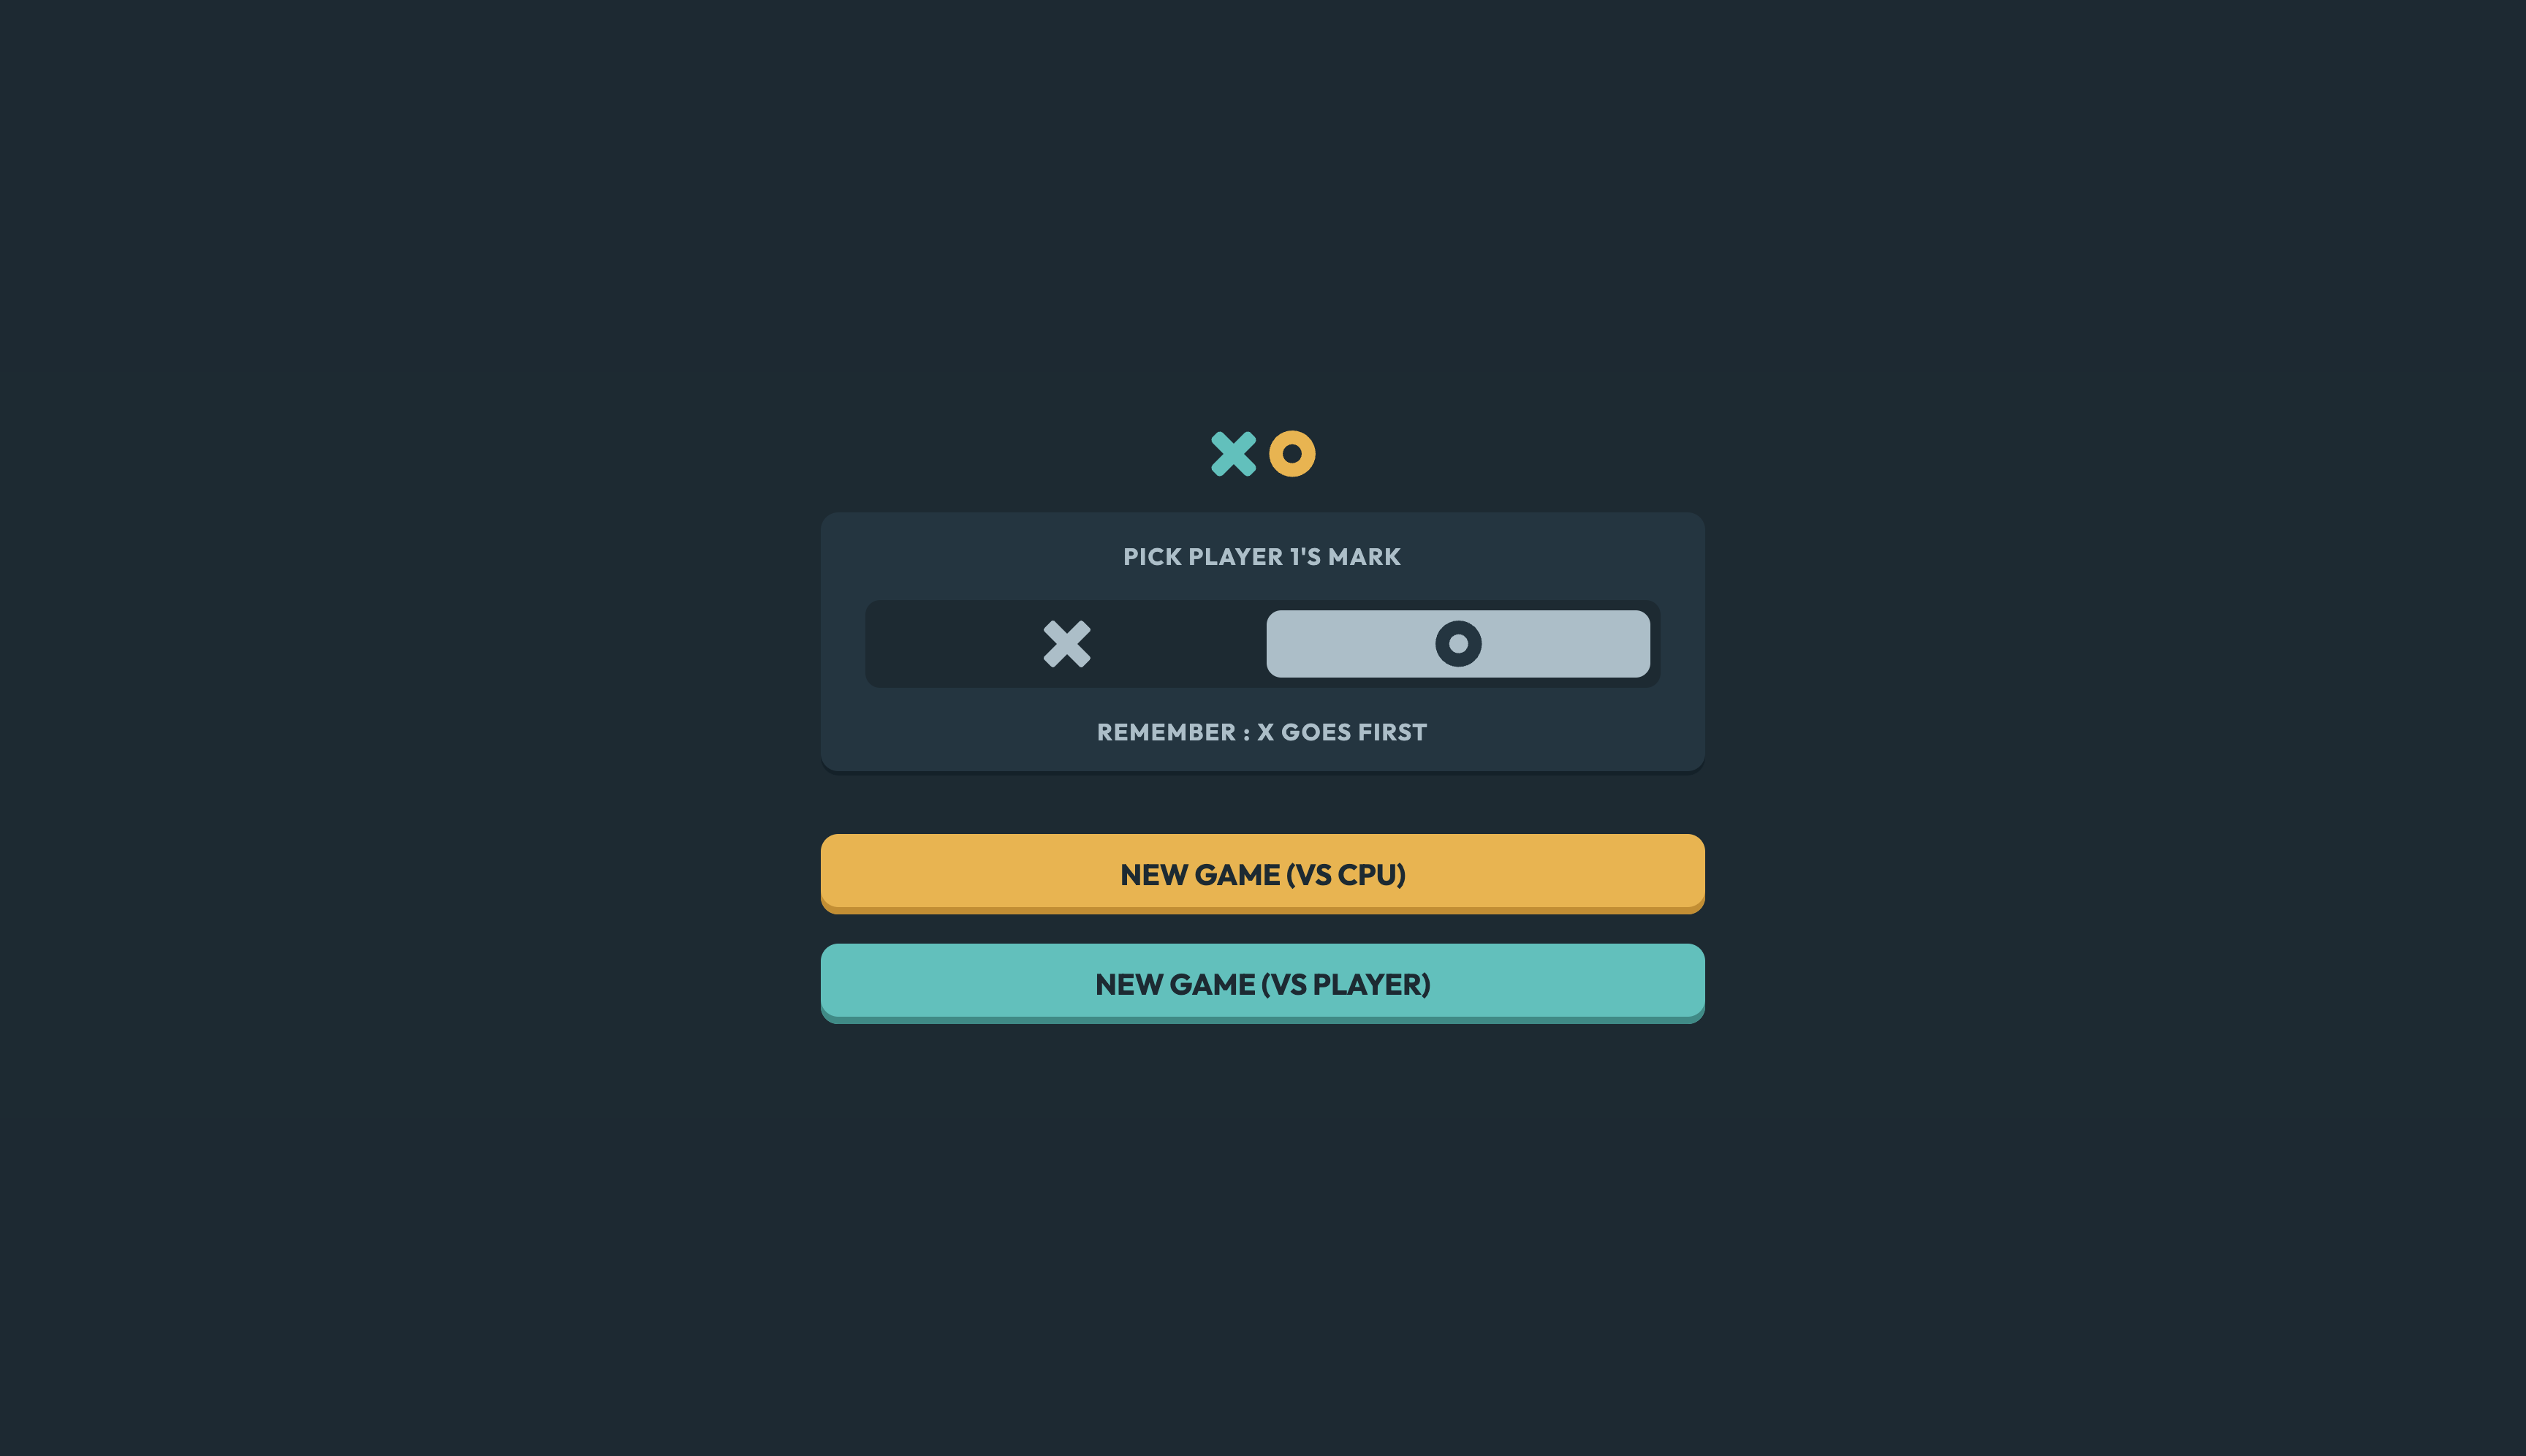 PICK PLAYER 1'S MARK
REMEMBER : X GOES FIRST
NEW GAME (VS CPU)
NEW GAME (VS PLAYER)